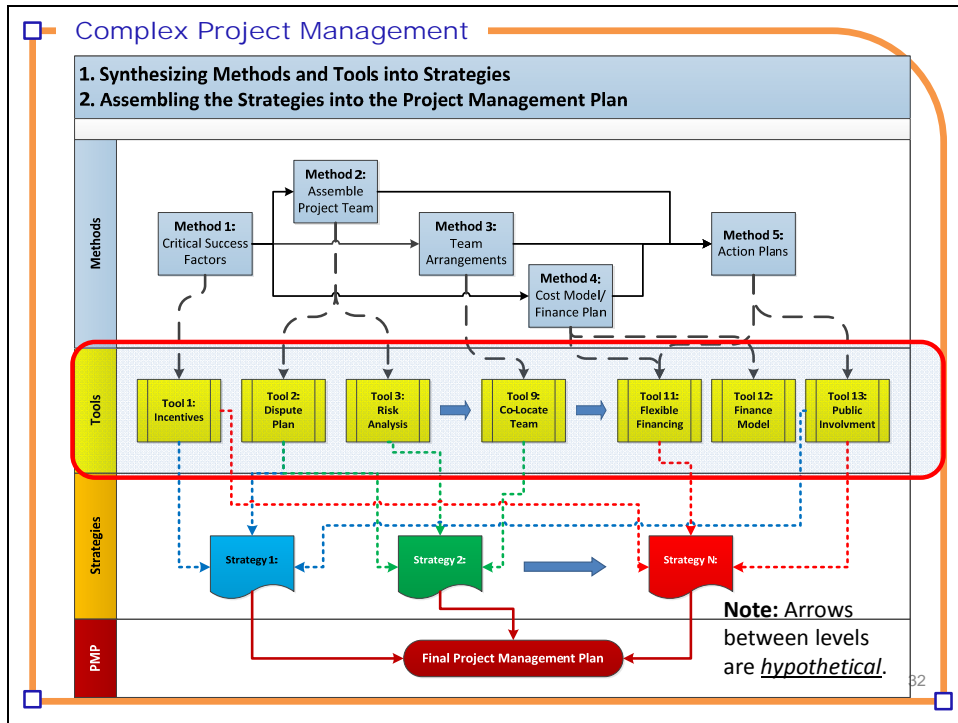 Complex Project Management
1. Synthesizing Methods and Tools into Strategies
2. Assembling the Strategies into the Project Management Plan
Methods
Method 1:
Critical Success
Factors
Method 2:
Assemble
Project Team
Method 3:
Team
Arrangements
Method 4:
Cost Model/
Finance Plan
Method 5:
Action Plans
Tools
Tool 1:
Incentives
Tool 2:
Dispute
Plan
Tool 3:
Risk
Analysis
Tool 9:
Co-Locate
Team
Tool 11:
Flexible
Financing
Tool 12:
Finance
Model
Tool 13:
Public
Involvment
Strategies
Strategy 1:
Strategy 2:
Strategy N:
PMP
Final Project Management Plan
Note: Arrows
between levels
are hypothetical.
32